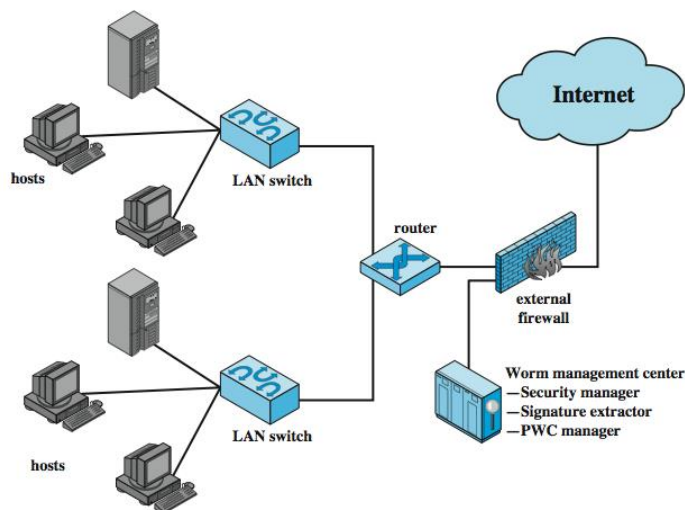 Internet
hosts
LAN switch
router
external
firewall
Worm management center
—Security manager
—Signature extractor
—PWC manager
LAN switch
hosts